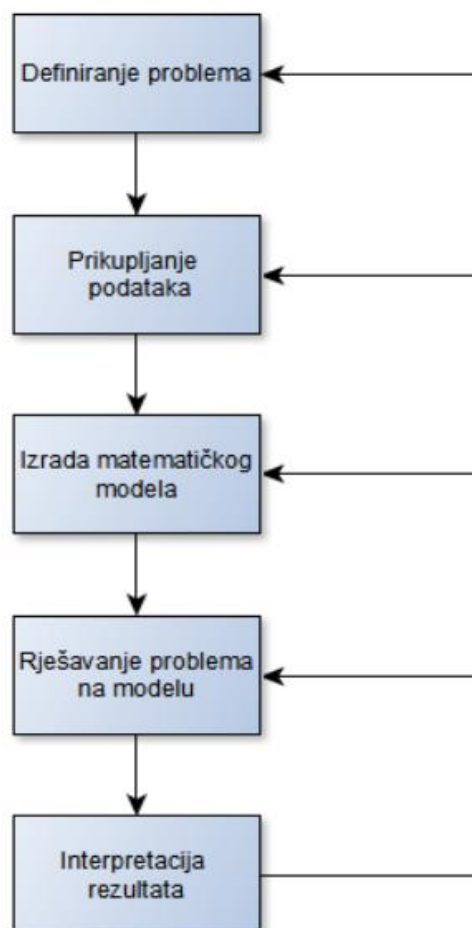 Definiranje problema
Prikupljanje
podataka
Izrada matematičkog
modela
Rješavanje problema
na modelu
Interpretacija
rezultata